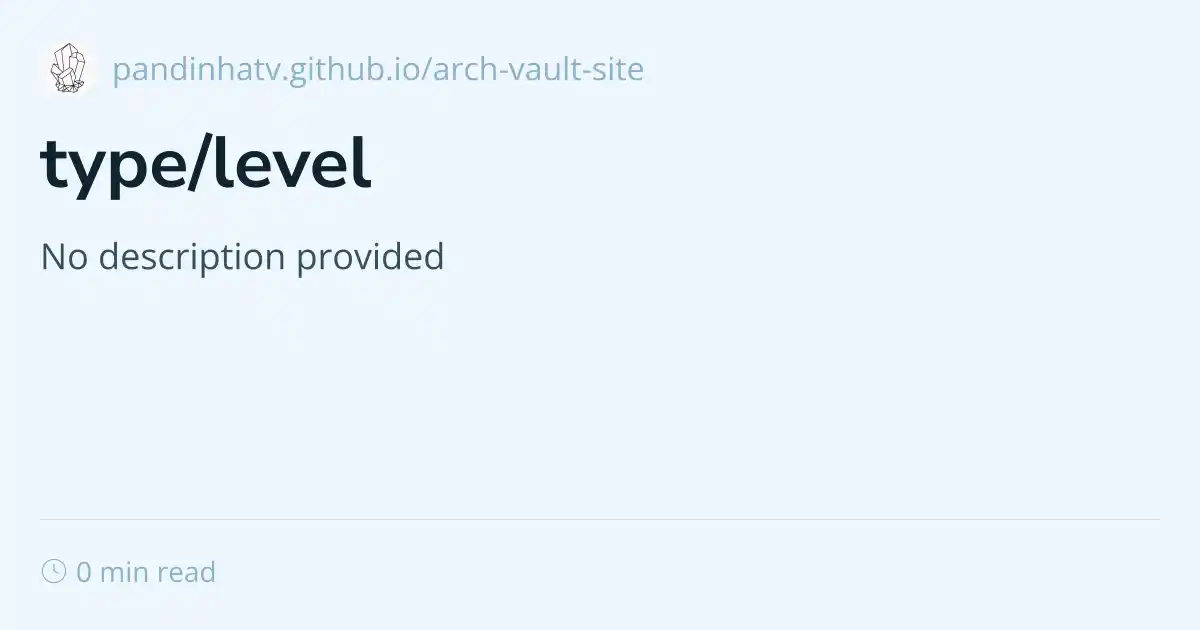 pandinhatv.github.io/arch-vault-site
type/level
No description provided
0 min read